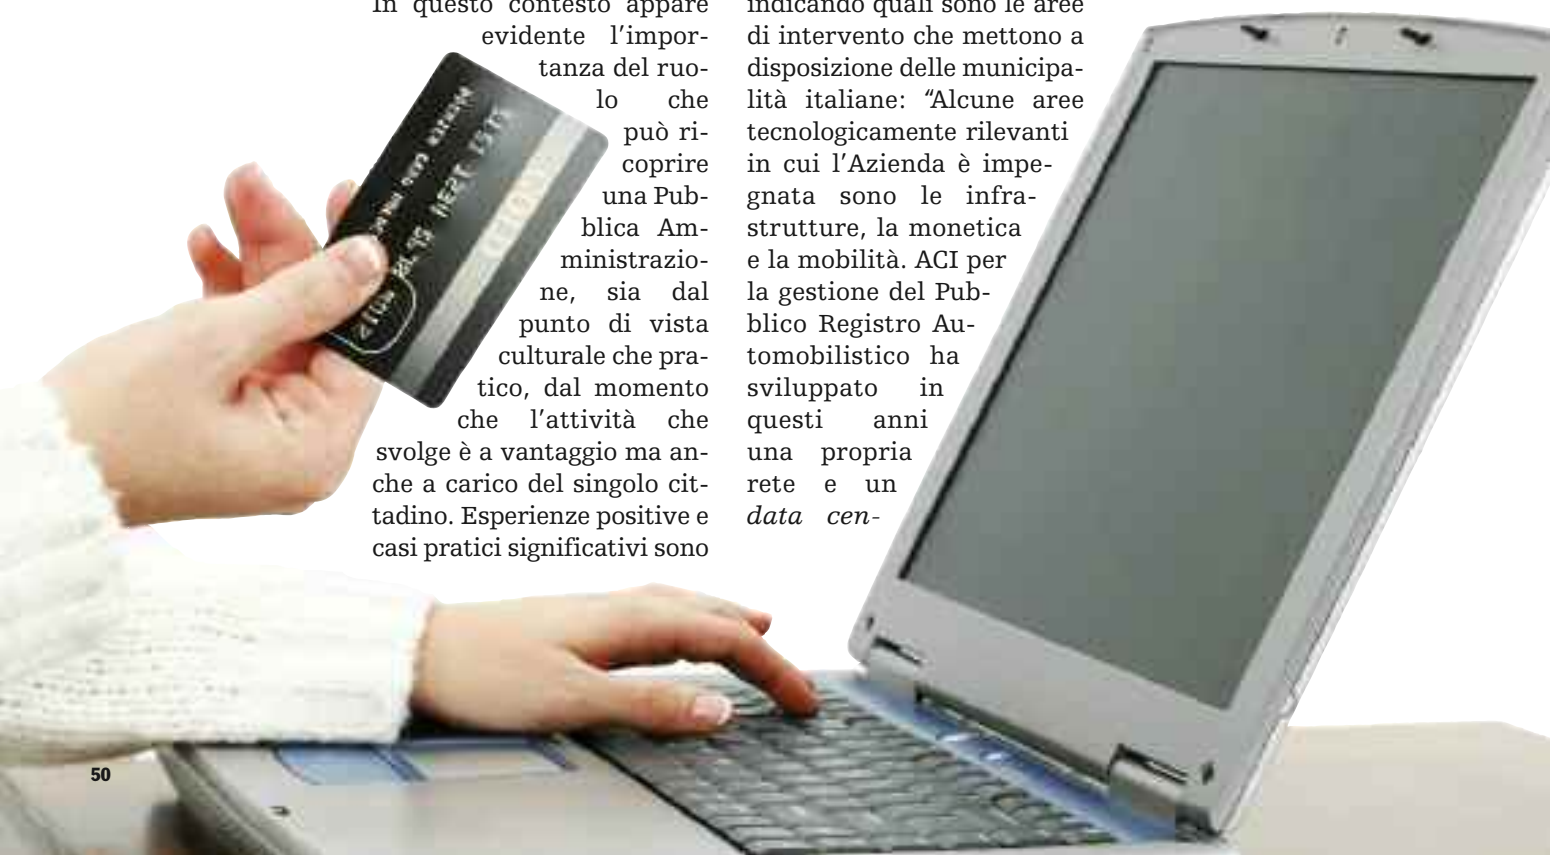 In questo contesto appare
evidente l'impor-
tanza del ruo-
lo che
può ri-
coprire
una Pub-
blica Am-
ministrazio-
ne, sia dal
punto di vista
culturale che pra-
tico, dal momento
che l'attività che
svolge è a vantaggio ma an-
che a carico del singolo cit-
tadino. Esperienze positive e
casi pratici significativi sono
indicando quali sono le aree
di intervento che mettono a
disposizione delle municipa-
lità italiane: “Alcune aree
tecnologicamente rilevanti
in cui l'Azienda è impe-
gnata sono le infra-
strutture, la monetica
e la mobilità. ACI per
la gestione del Pub-
blico Registro Au-
tomobilistico ha
sviluppato in
questi anni
una propria
rete e un
data cen-
50